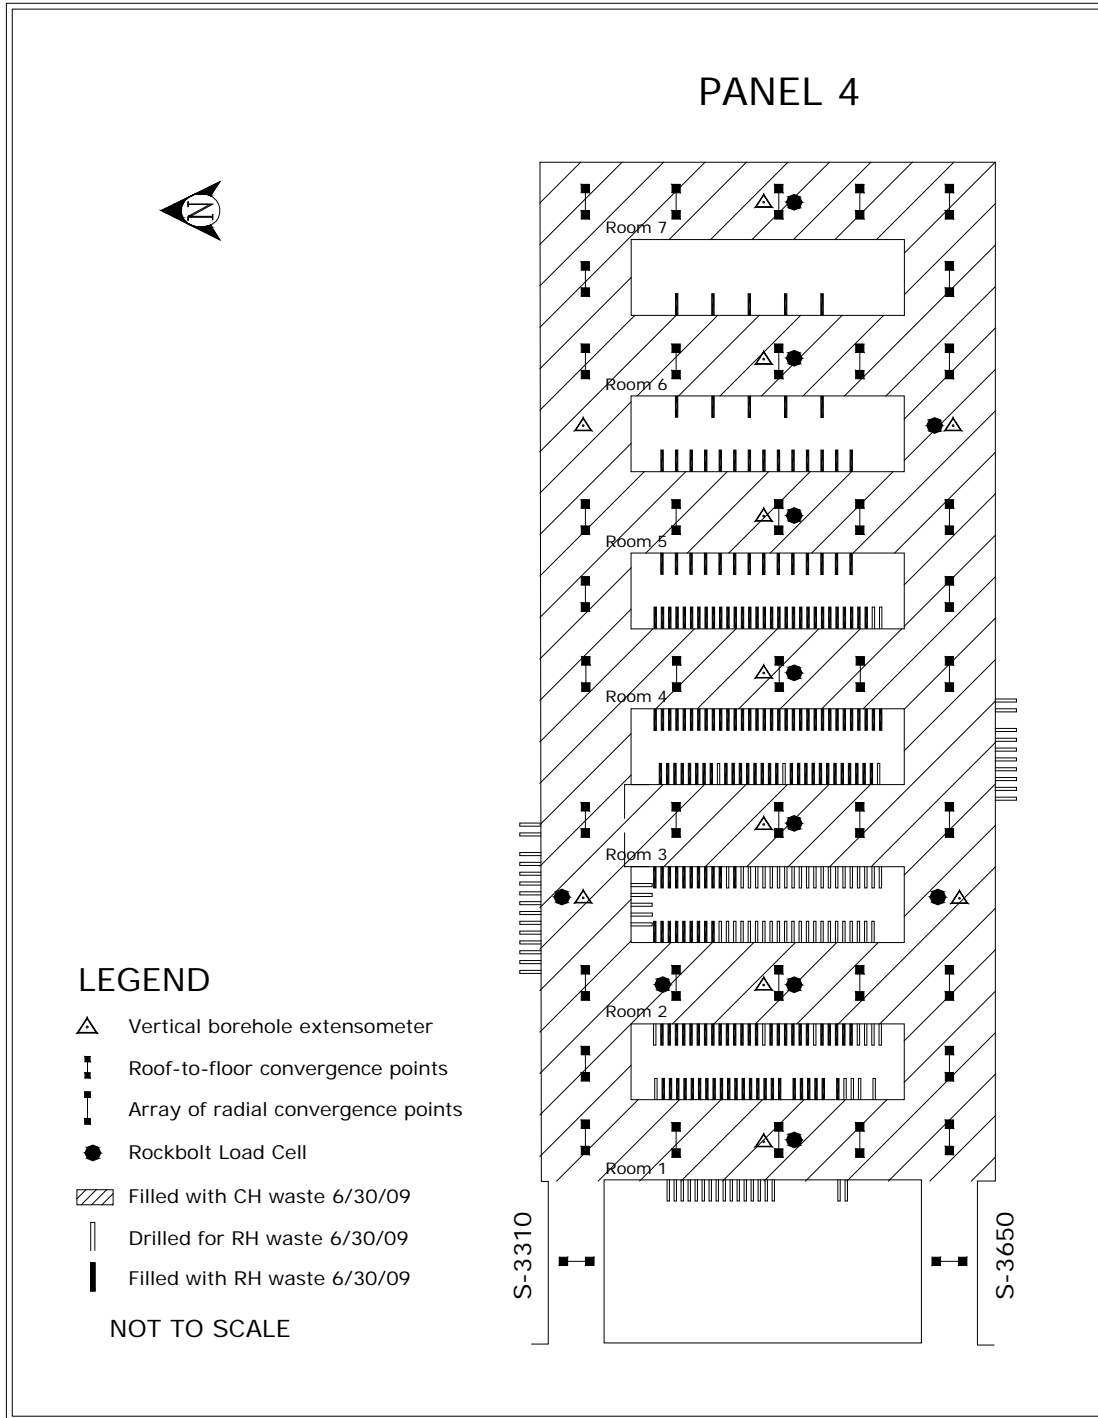 PANEL 4
N
Room 7
Room 6
Room 5
Room 4
Room 3
Room 2
Room 1
LEGEND
Vertical borehole extensometer
Roof-to-floor convergence points
Array of radial convergence points
Rockbolt Load Cell
Filled with CH waste 6/30/09
Drilled for RH waste 6/30/09
Filled with RH waste 6/30/09
NOT TO SCALE
S-3310
S-3650